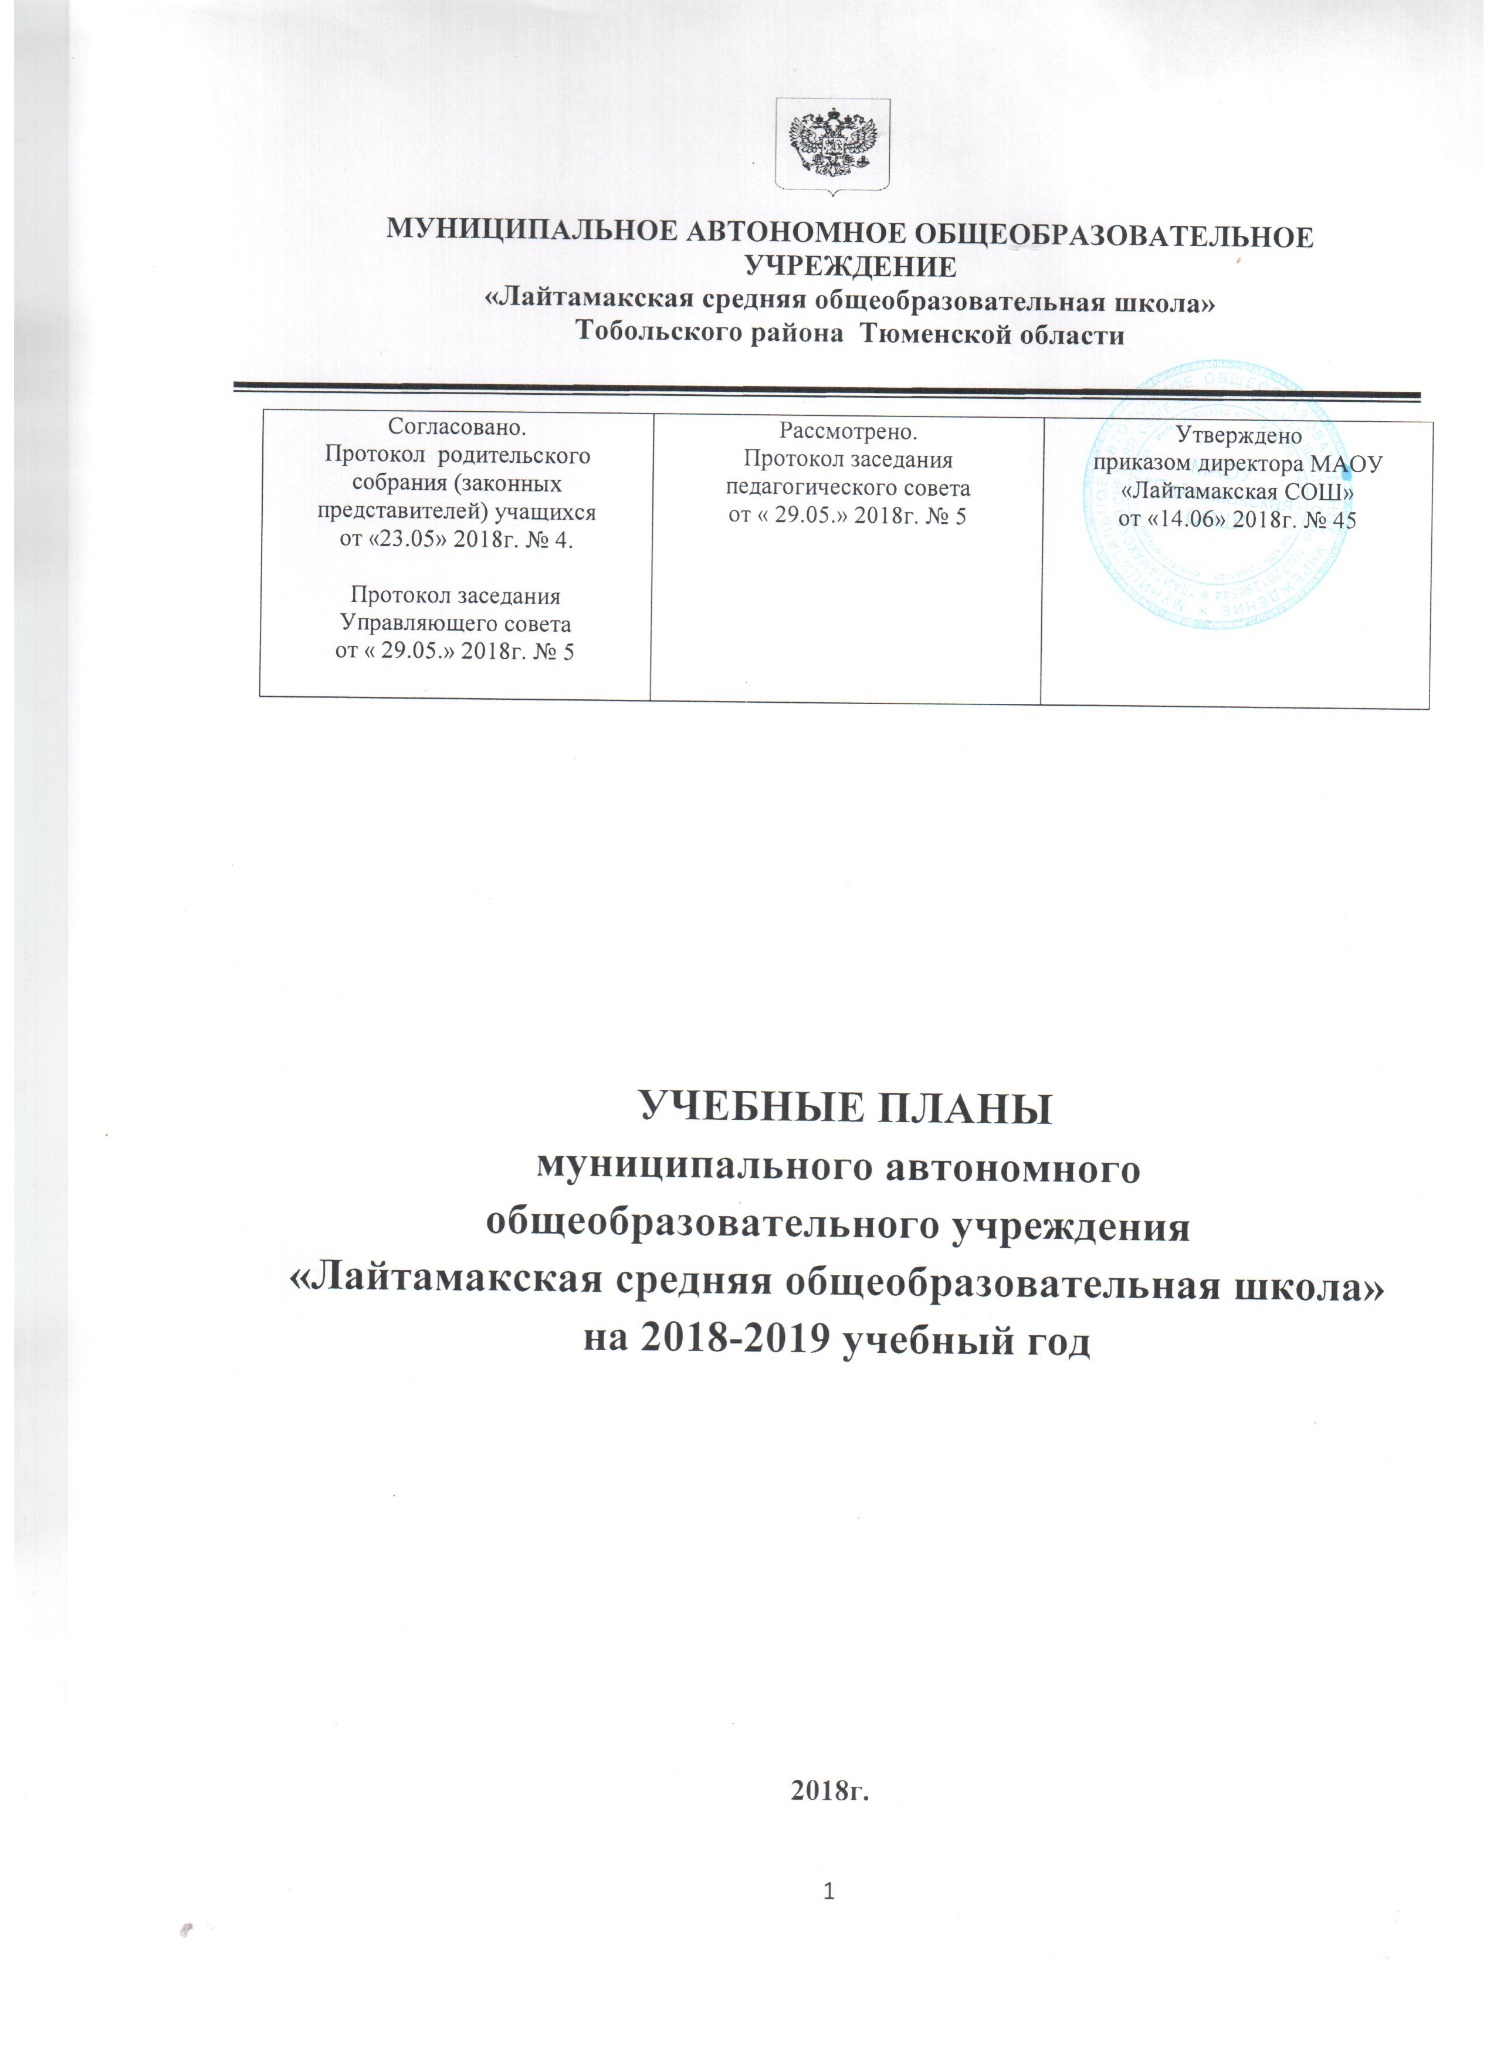 МУНИЦИПАЛЬНОЕ АВТОНОМНОЕ ОБЩЕОБРАЗОВАТЕЛЬНОЕ
УЧРЕЖДЕНИЕ
«Лайтамакская средняя общеобразовательная школа»
Тобольского района Тюменской области
Согласовано.
Протокол родительского
собрания (законных
представителей) учащихся
от «23.05» 2018г. № 4.
Протокол заседания
Управляющего совета
от « 29.05.» 2018г. № 5
Рассмотрено.
Протокол заседания
педагогического совета
от « 29.05.» 2018г. № 5
Утверждено
приказом директора МАОУ
«Лайтамакская СОШ»
от «14.06» 2018г. № 45
УЧЕБНЫЕ ПЛАНЫ
муниципального автономного
общеобразовательного учреждения
«Лайтамакская средняя общеобразовательная школа»
на 2018-2019 учебный год
2018г.
1